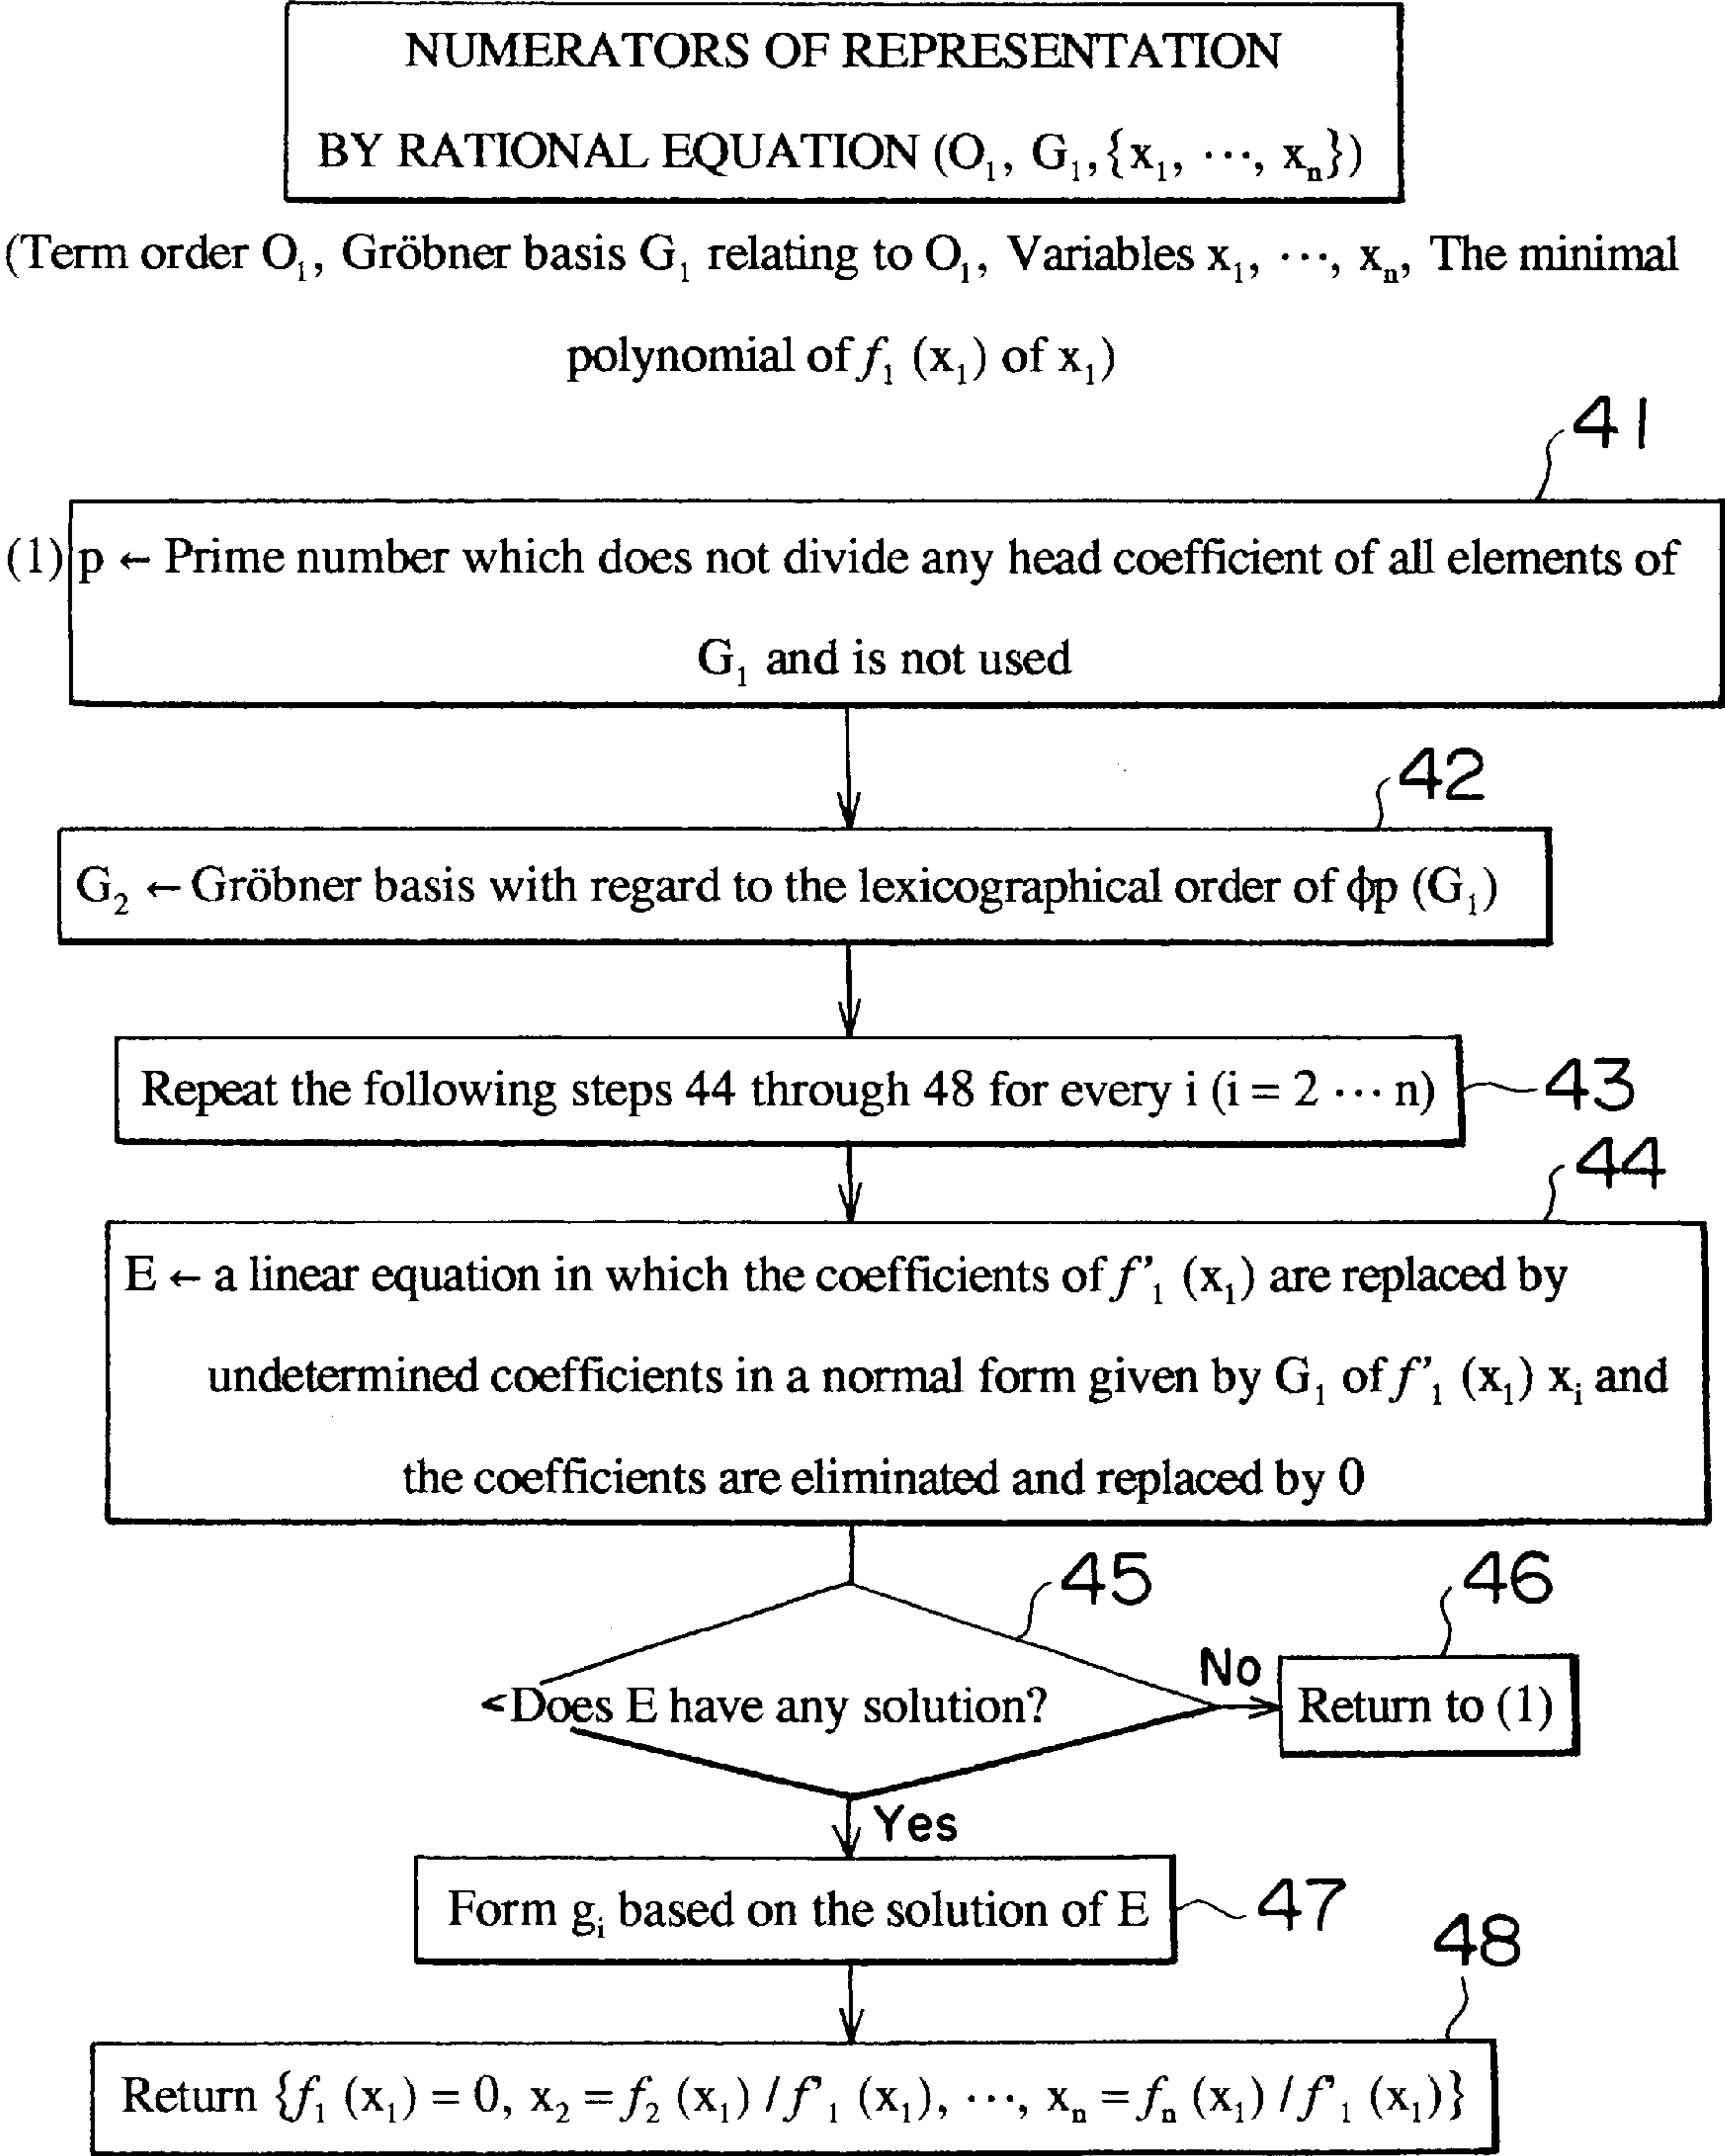 NUMERATORS OF REPRESENTATION
BY RATIONAL EQUATION (O₁, G₁,{x₁, ⋯, xₙ})
(Term order O₁, Gröbner basis G₁ relating to O₁, Variables x₁, ⋯, xₙ, The minimal
polynomial of f₁ (x₁) of x₁)
41
(1) p ← Prime number which does not divide any head coefficient of all elements of
G₁ and is not used
42
G₂ ← Gröbner basis with regard to the lexicographical order of ϕp (G₁)
Repeat the following steps 44 through 48 for every i (i = 2 ⋯ n) 43
44
E ← a linear equation in which the coefficients of f'₁ (x₁) are replaced by
undetermined coefficients in a normal form given by G₁ of f'₁ (x₁) xᵢ and
the coefficients are eliminated and replaced by 0
45
46
<Does E have any solution?
No
Return to (1)
Yes
Form gᵢ based on the solution of E 47
48
Return {f₁ (x₁) = 0, x₂ = f₂ (x₁) / f'₁ (x₁), ⋯, xₙ = fₙ (x₁) / f'₁ (x₁)}